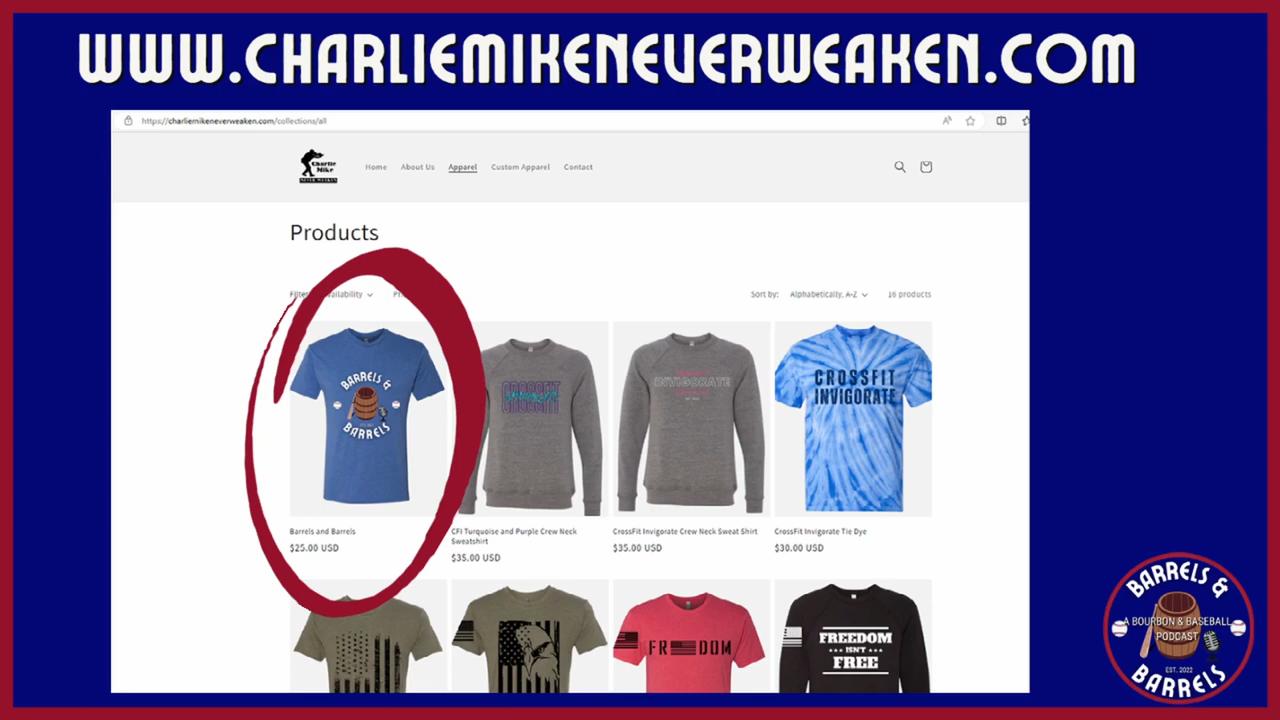 WWW.CHARLIEMIKENEVERWEAKEN.COM
https://charliemikeneverweaken.com/collections/all
Charlie
Mike
NEVER WEAKEN
Home About Us Apparel Custom Apparel Contact
Products
Sort by: Alphabetically, A-Z 16 products
BARRELS &
BARRELS
CROSSFIT
CROSSFIT
INVIGORATE
CROSSFIT
INVIGORATE
Barrels and Barrels
$25.00 USD
CFI Turquoise and Purple Crew Neck
Sweatshirt
$35.00 USD
CrossFit Invigorate Crew Neck Sweat Shirt
$35.00 USD
CrossFit Invigorate Tie Dye
$30.00 USD
FR DOM
FREEDOM
ISN'T
FREE
BARRELS &
A BOURBON & BASEBALL
PODCAST
EST. 2022
BARRELS